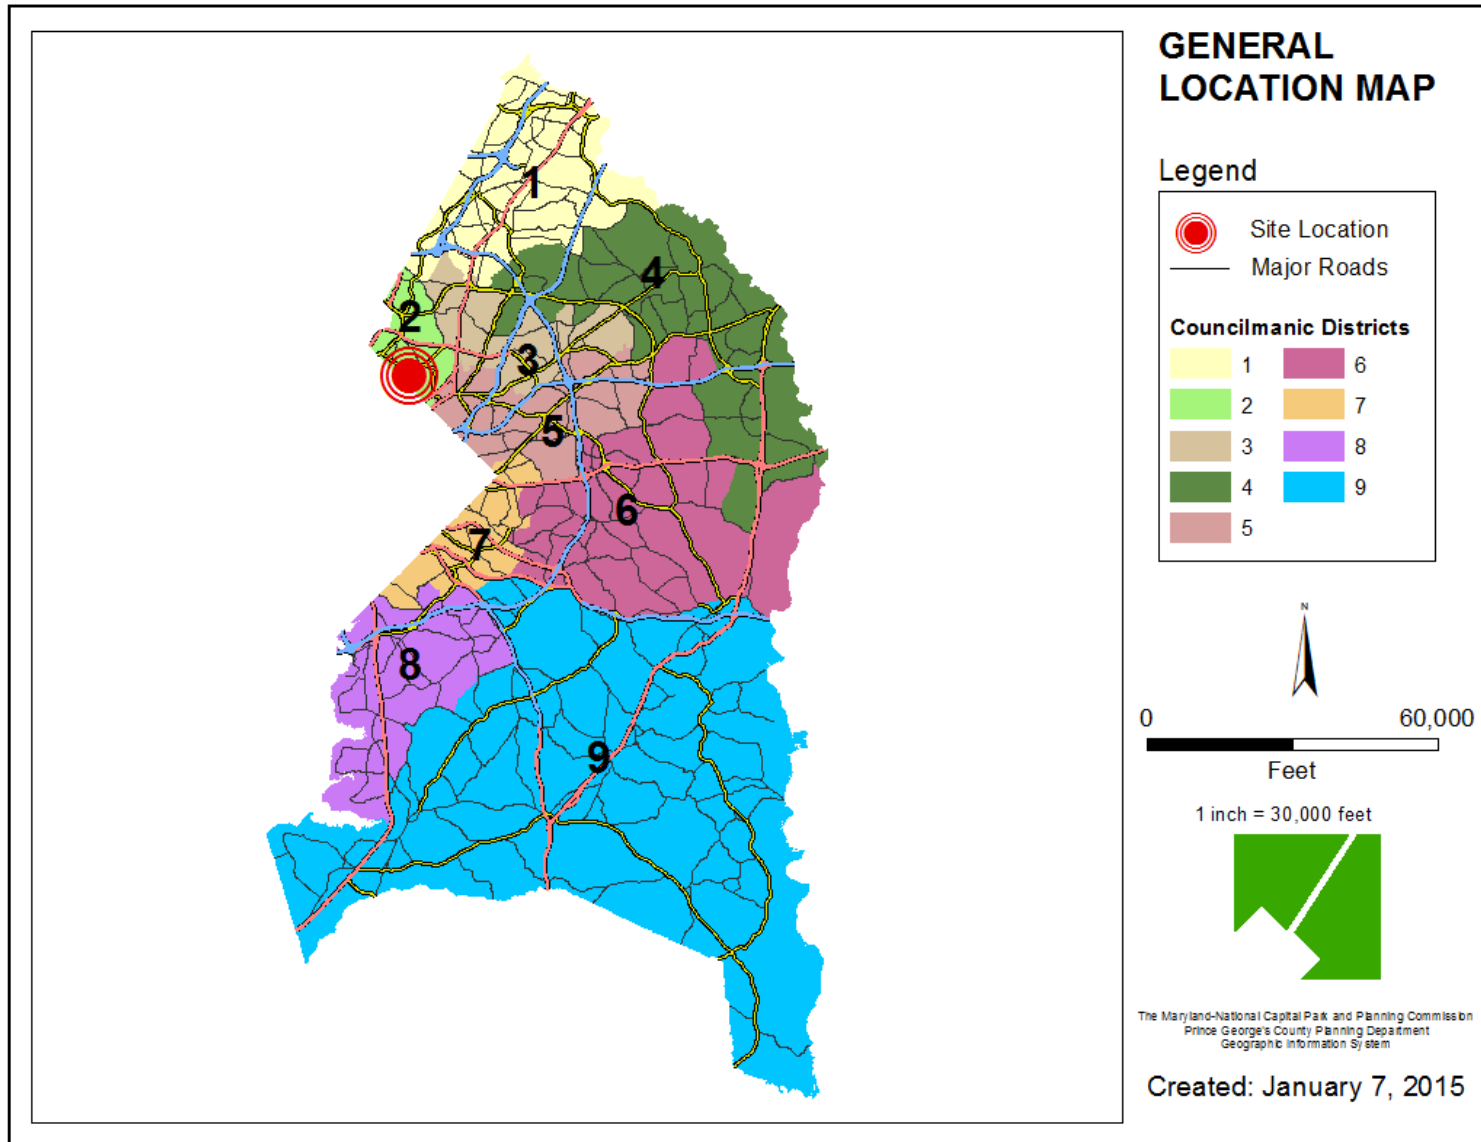 GENERAL
LOCATION MAP
Legend
Site Location
Major Roads
Councilmanic Districts
1 6
2 7
3 8
4 9
5
1
4
2
3
5
6
7
8
9
N
0 60,000
Feet
1 inch = 30,000 feet
The Maryland-National Capital Park and Planning Commission
Prince George's County Planning Department
Geographic Information System
Created: January 7, 2015